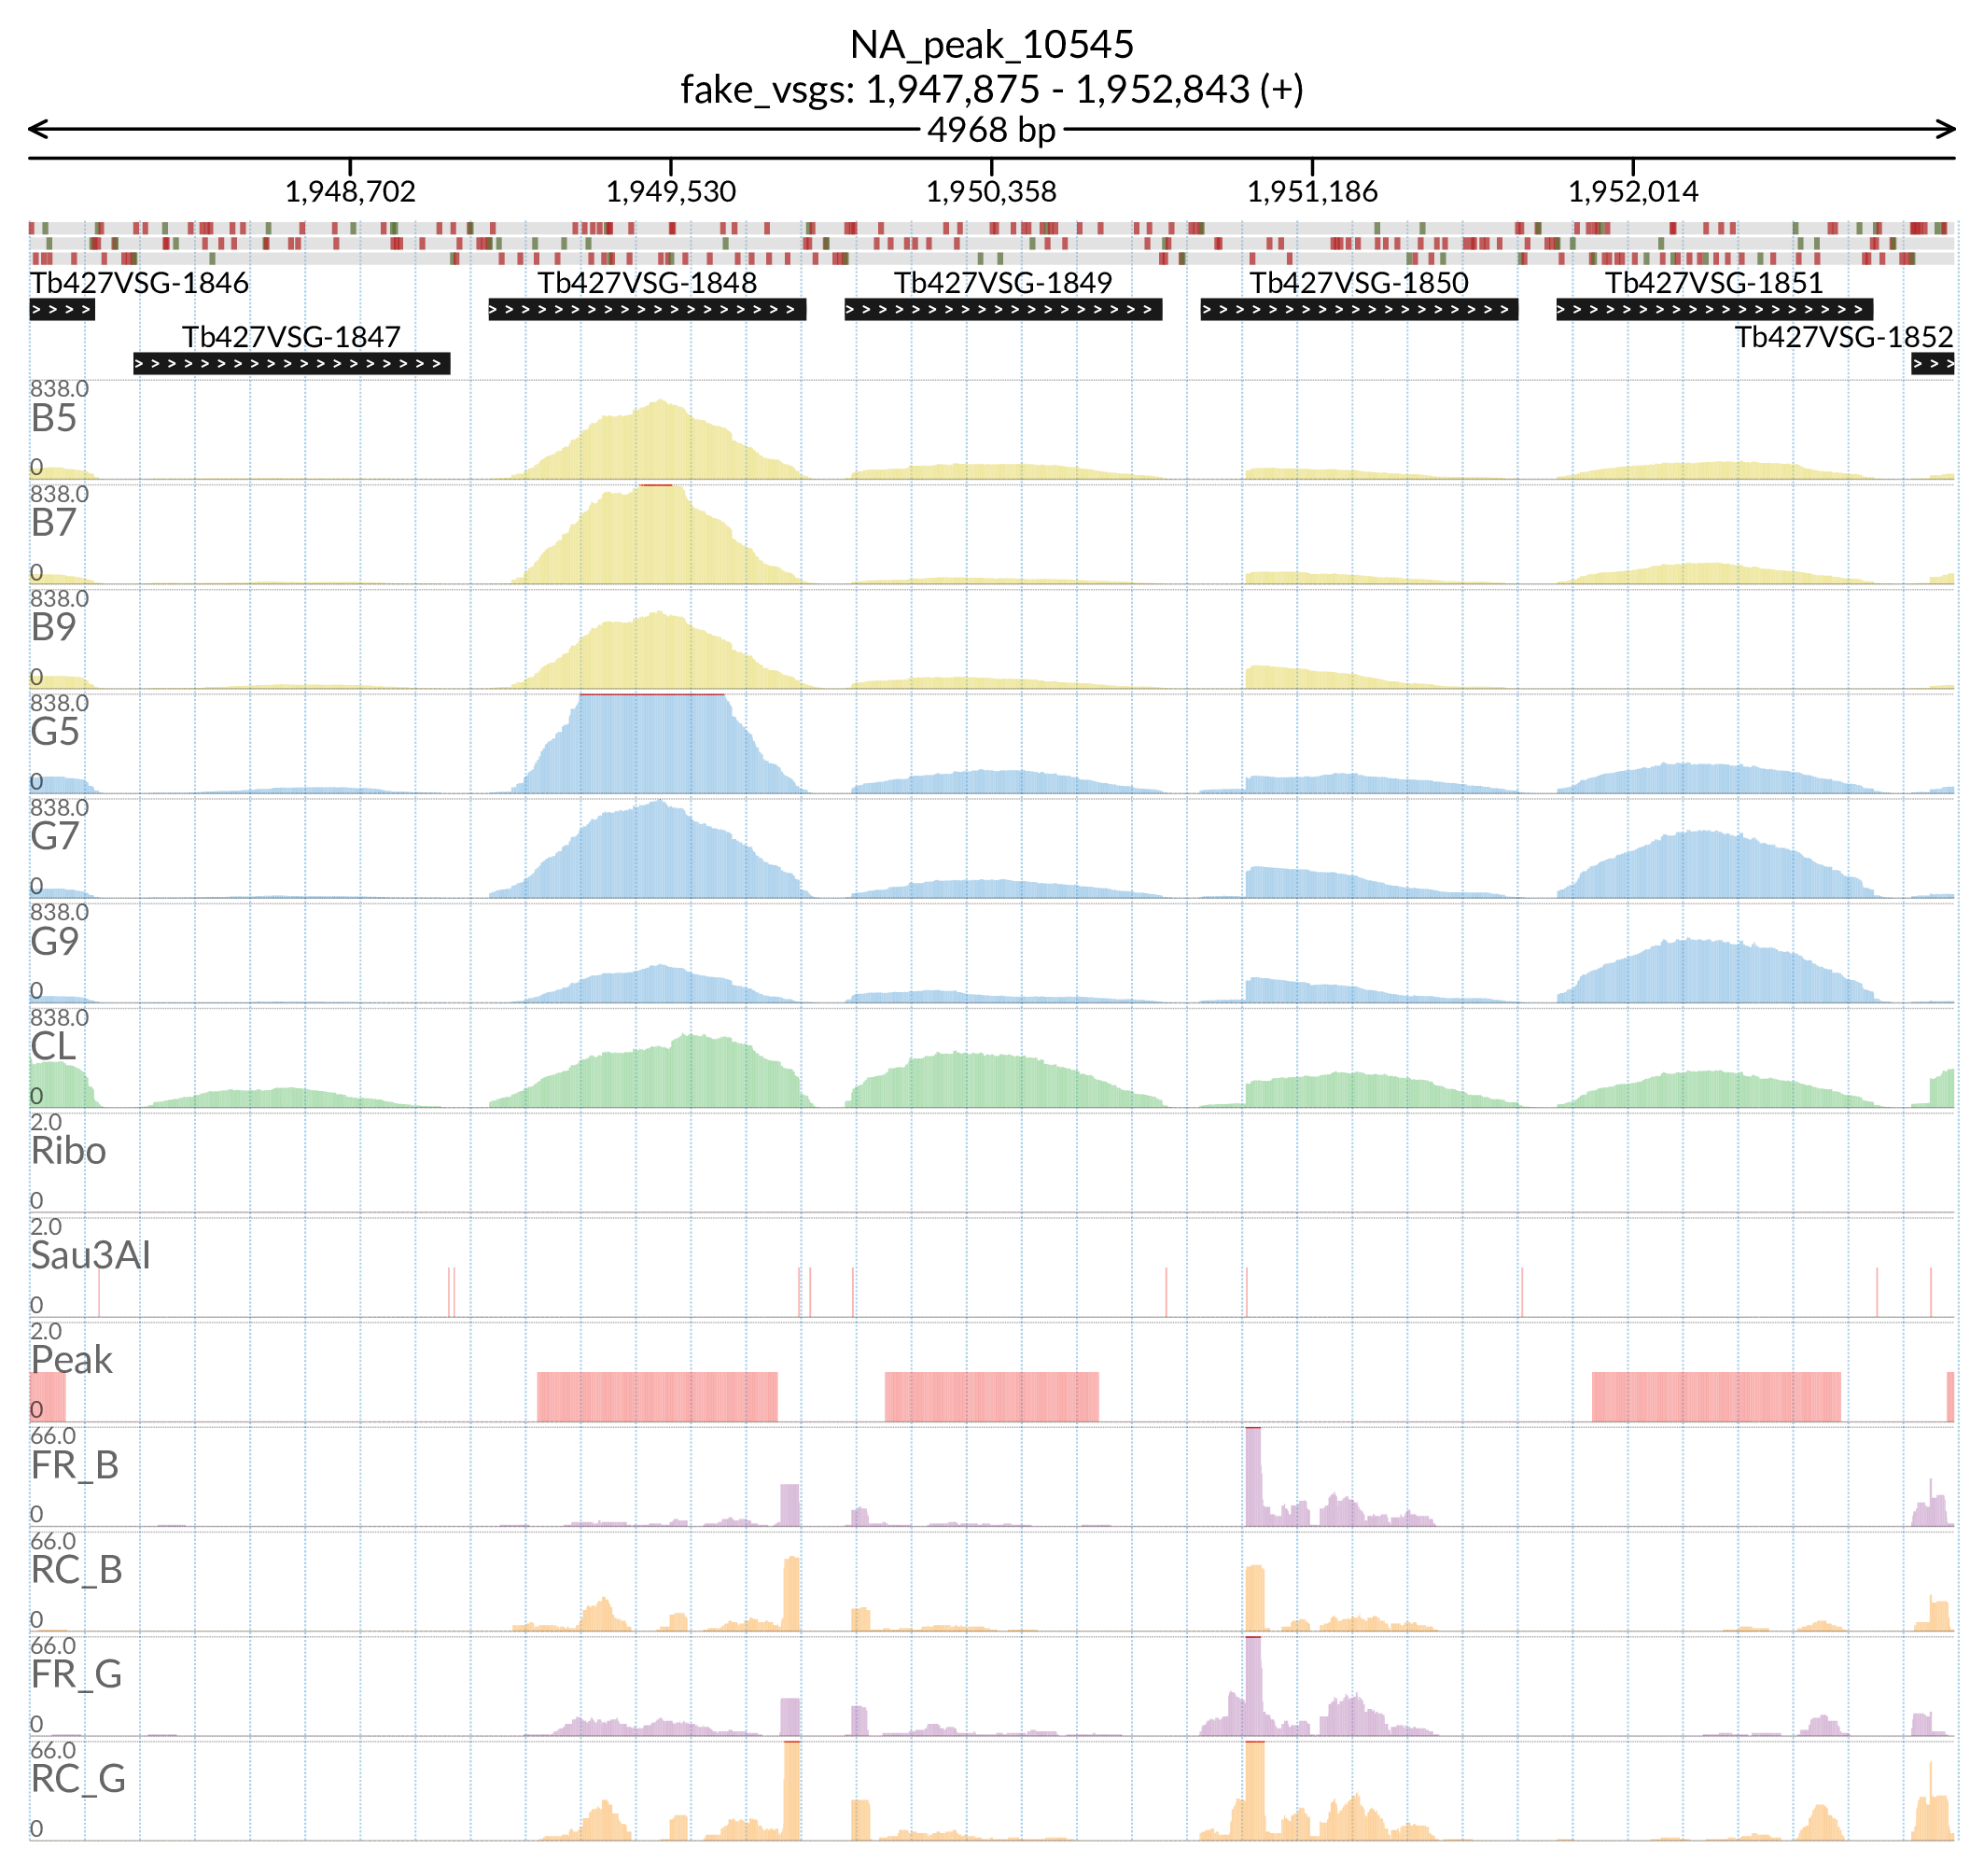 NA_peak_10545
fake_vsgs: 1,947,875 - 1,952,843 (+)
4968 bp
1,948,702 1,949,530 1,950,358 1,951,186 1,952,014
Tb427VSG-1846 Tb427VSG-1848 Tb427VSG-1849 Tb427VSG-1850 Tb427VSG-1851
Tb427VSG-1847 Tb427VSG-1852
838.0
B5
0
838.0
B7
0
838.0
B9
0
838.0
G5
0
838.0
G7
0
838.0
G9
0
838.0
CL
0
2.0
Ribo
0
2.0
Sau3AI
0
2.0
Peak
0
66.0
FR_B
0
66.0
RC_B
0
66.0
FR_G
0
66.0
RC_G
0